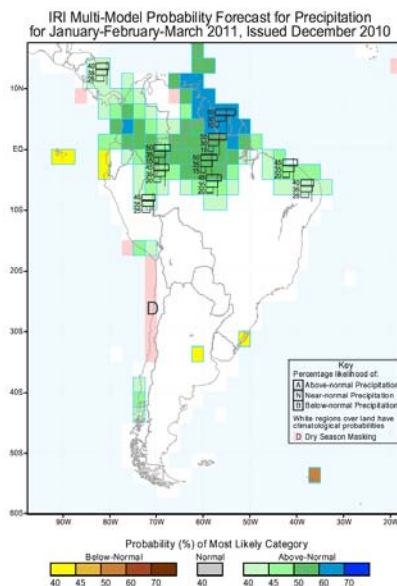 IRI Multi-Model Probability Forecast for Precipitation
for January-February-March 2011, Issued December 2010
10N
EQ
10S
20S
30S
40S
50S
60S
90W
80W
70W
60W
50W
40W
30W
20W
D
Key
Percentage likelihood of:
A Above-normal Precipitation
N Near-normal Precipitation
B Below-normal Precipitation
White regions over land have
climatological probabilities
D Dry Season Masking
Probability (%) of Most Likely Category
Below-Normal Normal Above-Normal
40 45 50 60 70 40 40 45 50 60 70